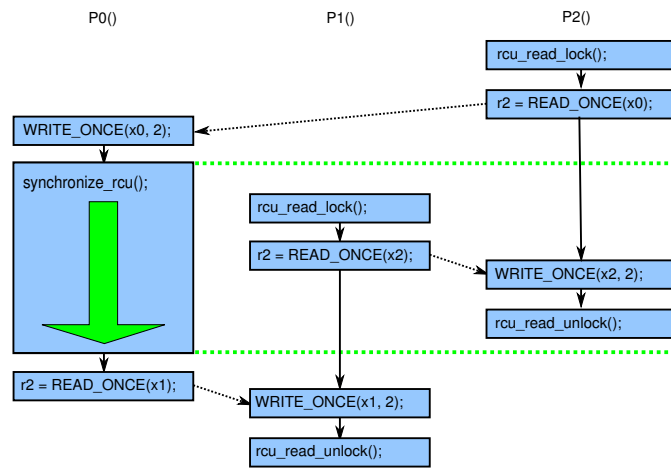 P0()
P1()
P2()
rcu_read_lock();
r2 = READ_ONCE(x0);
WRITE_ONCE(x0, 2);
synchronize_rcu();
rcu_read_lock();
r2 = READ_ONCE(x2);
WRITE_ONCE(x2, 2);
rcu_read_unlock();
r2 = READ_ONCE(x1);
WRITE_ONCE(x1, 2);
rcu_read_unlock();